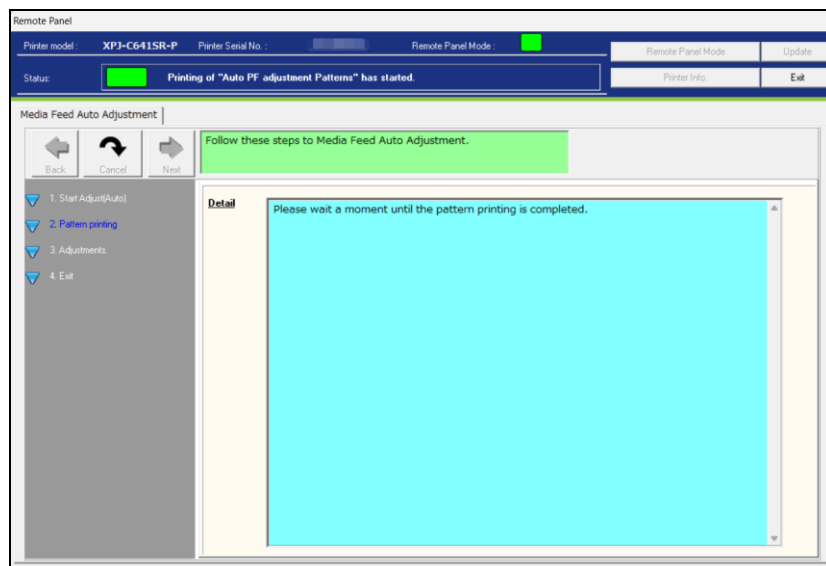 Remote Panel
Printer model : XPJ-C641SR-P Printer Serial No. : Remote Panel Mode :
Remote Panel Mode Update
Status: Printing of "Auto PF adjustment Patterns" has started.
Printer Info. Exit
Media Feed Auto Adjustment
Back Cancel Next
Follow these steps to Media Feed Auto Adjustment.
1. Start Adjust(Auto)
2. Pattern printing
3. Adjustments.
4. Exit
Detail
Please wait a moment until the pattern printing is completed.